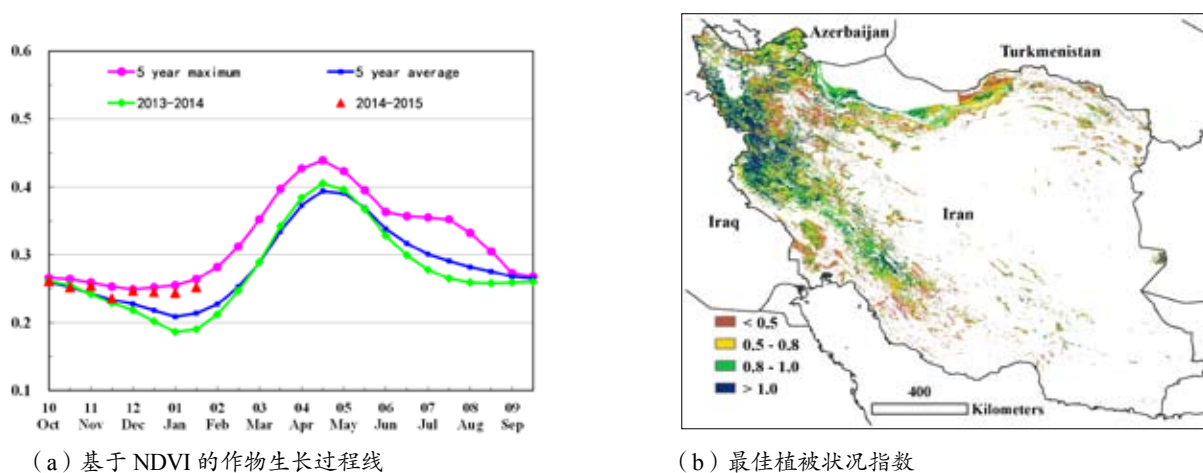 0.6
0.5
0.4
0.3
0.2
0.1
5 year maximum
5 year average
2013-2014
2014-2015
10 11 12 01 02 03 04 05 06 07 08 09
Oct Nov Dec Jan Feb Mar Apr May Jun Jul Aug Sep
（a）基于 NDVI 的作物生长过程线
Azerbaijan
Turkmenistan
Iraq
Iran
< 0.5
0.5 - 0.8
0.8 - 1.0
> 1.0
400
Kilometers
（b）最佳植被状况指数